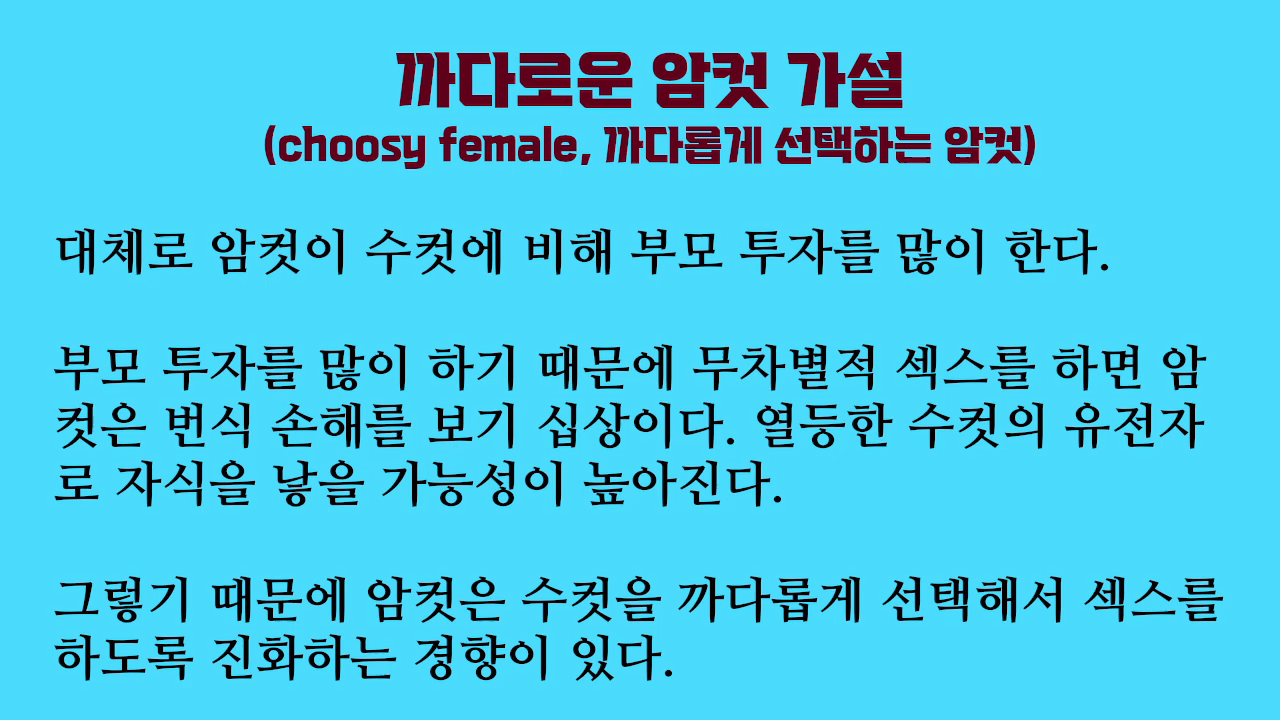 까다로운 암컷 가설
(choosy female, 까다롭게 선택하는 암컷)
대체로 암컷이 수컷에 비해 부모 투자를 많이 한다.
부모 투자를 많이 하기 때문에 무차별적 섹스를 하면 암
컷은 번식 손해를 보기 십상이다. 열등한 수컷의 유전자
로 자식을 낳을 가능성이 높아진다.
그렇기 때문에 암컷은 수컷을 까다롭게 선택해서 섹스를
하도록 진화하는 경향이 있다.